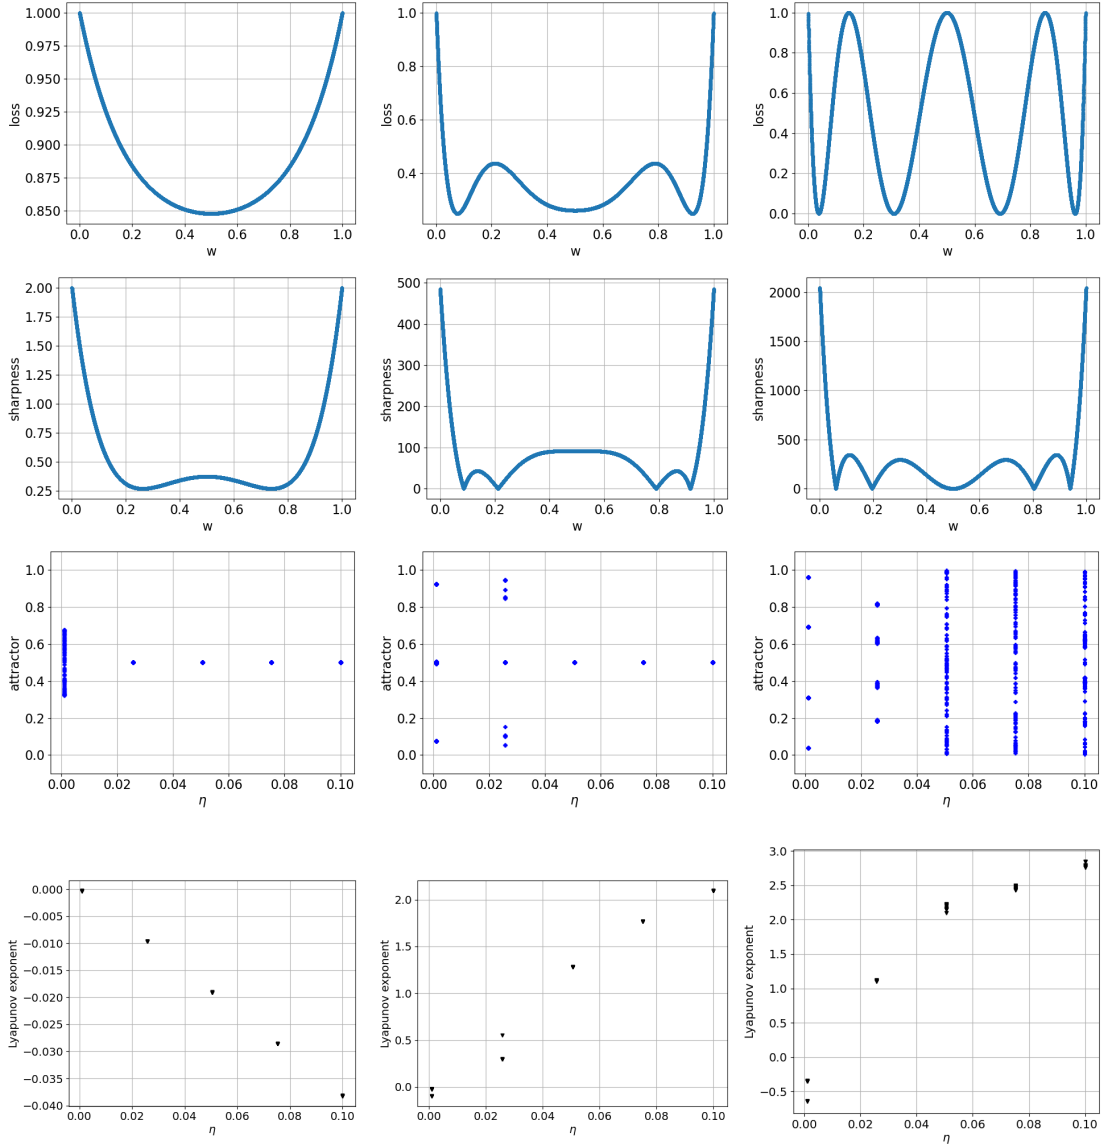 1.000
0.975
0.950
0.925
0.900
0.875
0.850
loss
0.0 0.2 0.4 0.6 0.8 1.0
w
1.0
0.8
0.6
0.4
loss
0.0 0.2 0.4 0.6 0.8 1.0
w
1.0
0.8
0.6
0.4
0.2
0.0
loss
0.0 0.2 0.4 0.6 0.8 1.0
w
2.00
1.75
1.50
1.25
1.00
0.75
0.50
0.25
sharpness
0.0 0.2 0.4 0.6 0.8 1.0
w
500
400
300
200
100
0
sharpness
0.0 0.2 0.4 0.6 0.8 1.0
w
2000
1500
1000
500
0
sharpness
0.0 0.2 0.4 0.6 0.8 1.0
w
1.0
0.8
0.6
0.4
0.2
0.0
attractor
0.00 0.02 0.04 0.06 0.08 0.10
η
1.0
0.8
0.6
0.4
0.2
0.0
attractor
0.00 0.02 0.04 0.06 0.08 0.10
η
1.0
0.8
0.6
0.4
0.2
0.0
attractor
0.00 0.02 0.04 0.06 0.08 0.10
η
0.000
−0.005
−0.010
−0.015
−0.020
−0.025
−0.030
−0.035
−0.040
Lyapunov exponent
0.00 0.02 0.04 0.06 0.08 0.10
η
2.0
1.5
1.0
0.5
0.0
Lyapunov exponent
0.00 0.02 0.04 0.06 0.08 0.10
η
3.0
2.5
2.0
1.5
1.0
0.5
0.0
−0.5
Lyapunov exponent
0.00 0.02 0.04 0.06 0.08 0.10
η